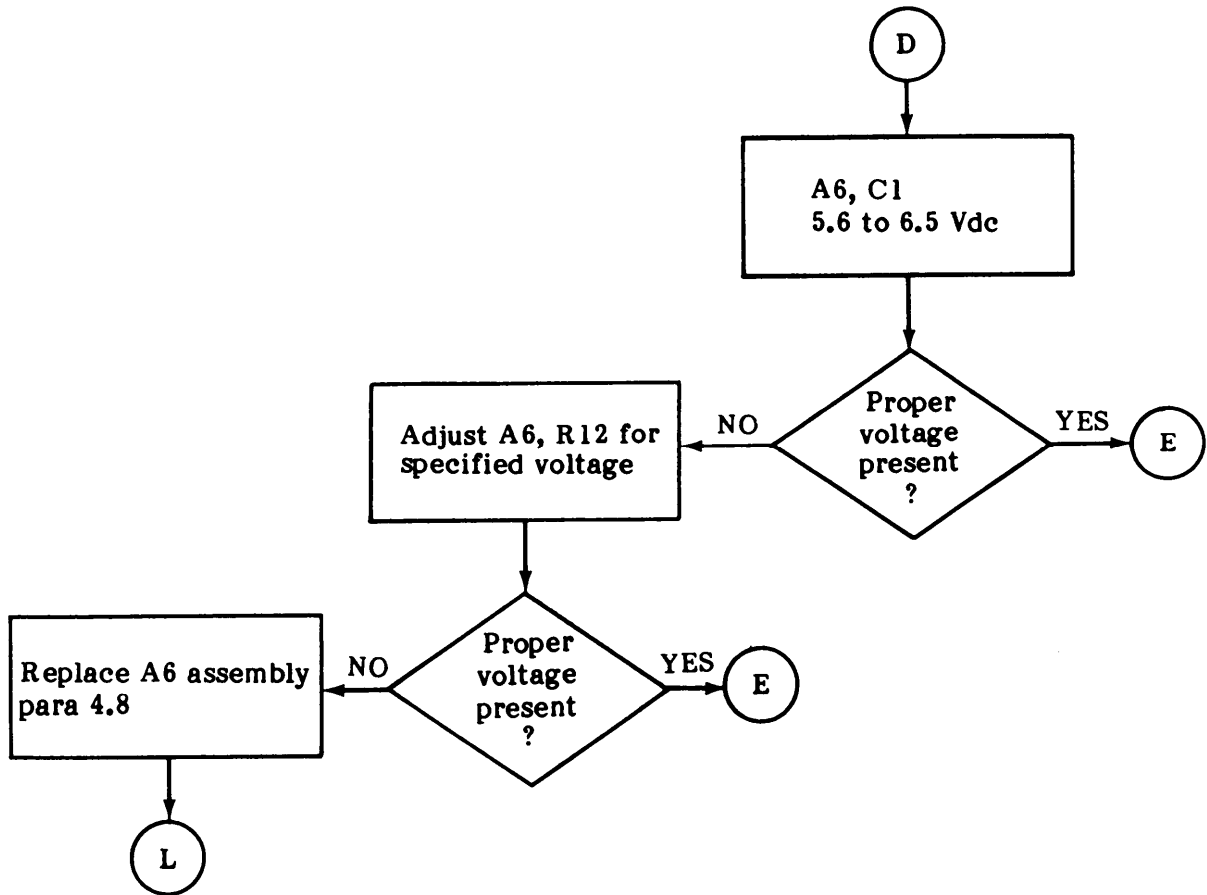 D
A6, C1
5.6 to 6.5 Vdc
Proper
voltage
present
?
YES
E
NO
Adjust A6, R12 for
specified voltage
Proper
voltage
present
?
YES
E
NO
Replace A6 assembly
para 4.8
L